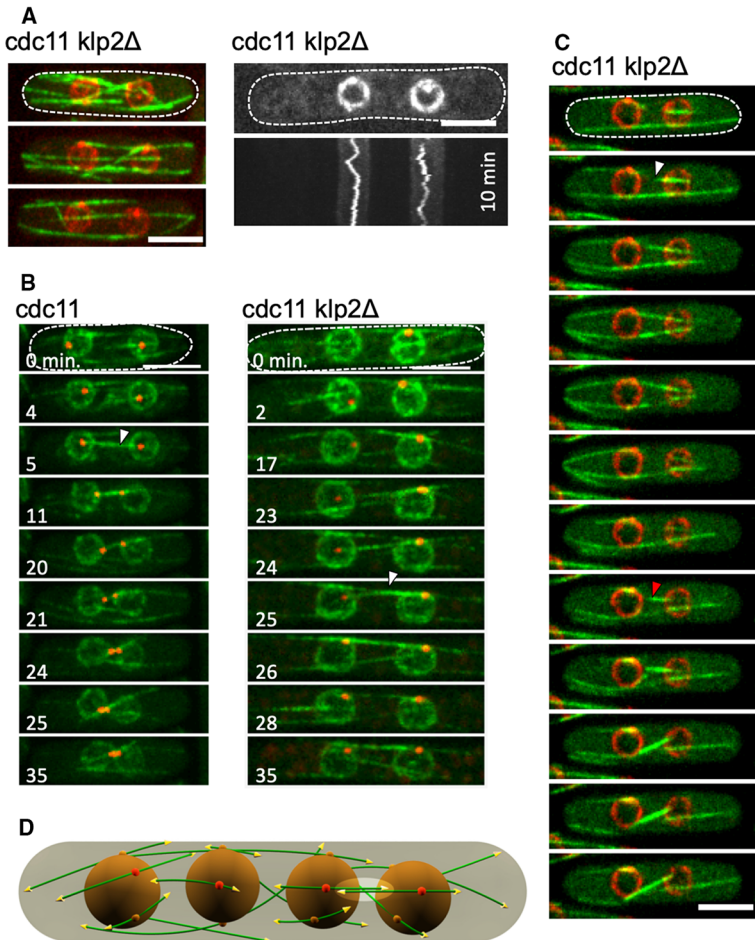 A
cdc11 klp2Δ
cdc11 klp2Δ
10 min
B
cdc11
0 min.
4
5
11
20
21
24
25
35
cdc11 klp2Δ
0 min.
2
17
23
24
25
26
28
35
C
cdc11 klp2Δ
D